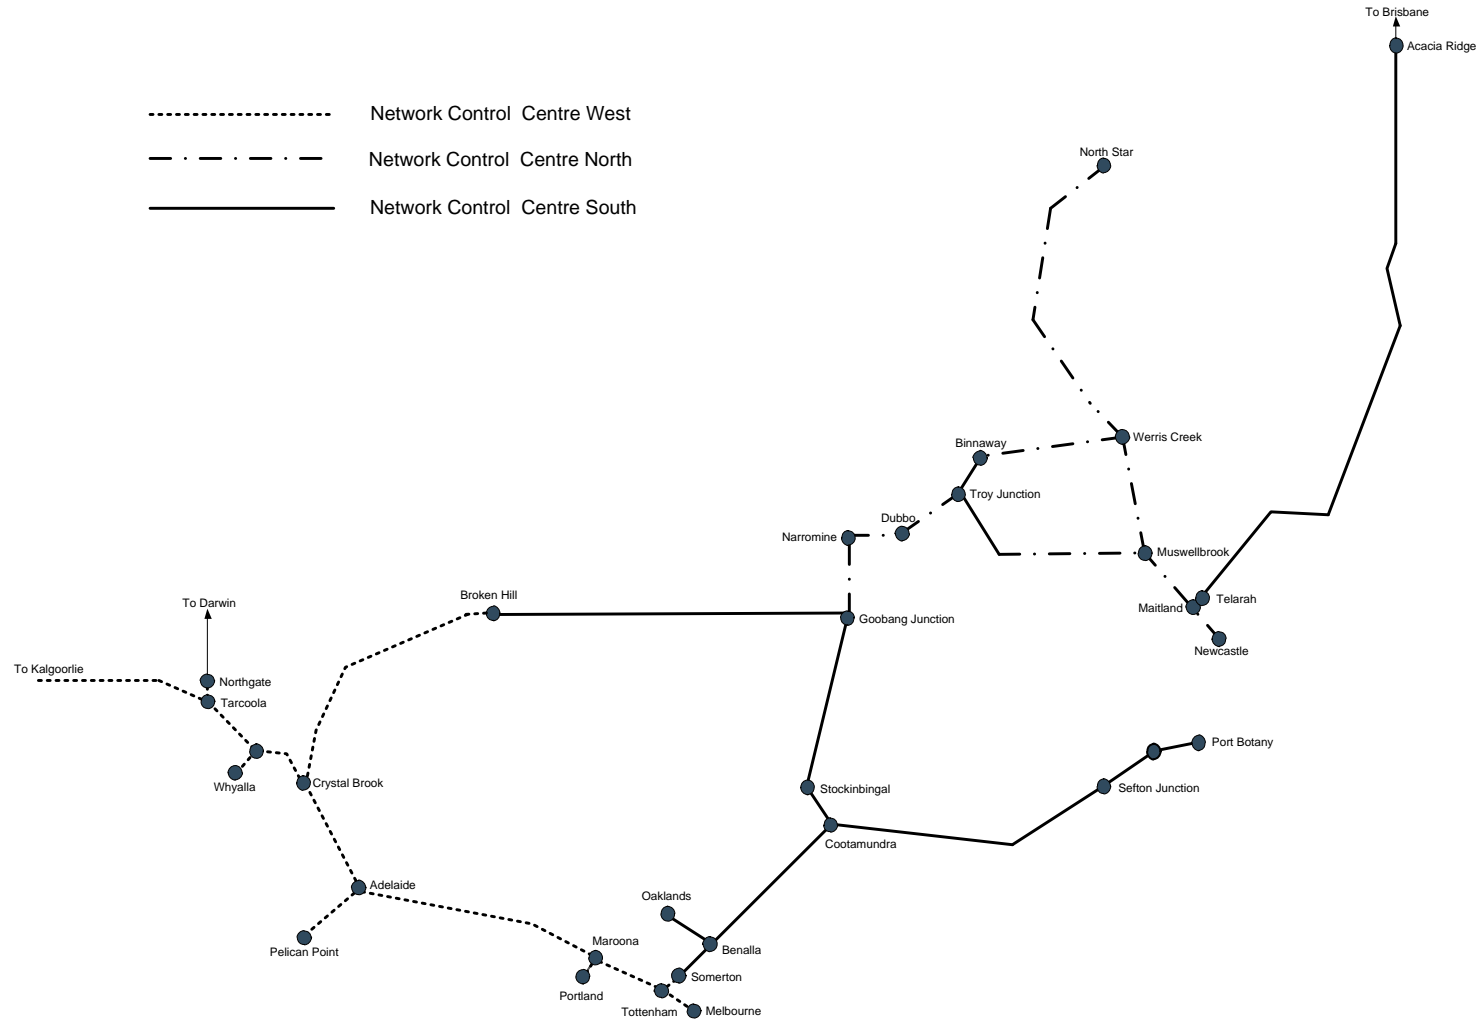 To Brisbane
Acacia Ridge
Network Control Centre West
North Star
Network Control Centre North
Network Control Centre South
Werris Creek
Binnaway
Troy Junction
Dubbo
Narromine
Muswellbrook
Broken Hill
To Darwin
Telarah
Maitland
Goobang Junction
Newcastle
To Kalgoorlie
Northgate
Tarcoola
Port Botany
Crystal Brook
Whyalla
Stockinbingal
Sefton Junction
Cootamundra
Adelaide
Oaklands
Maroona
Pelican Point
Benalla
Somerton
Portland
Tottenham
Melbourne